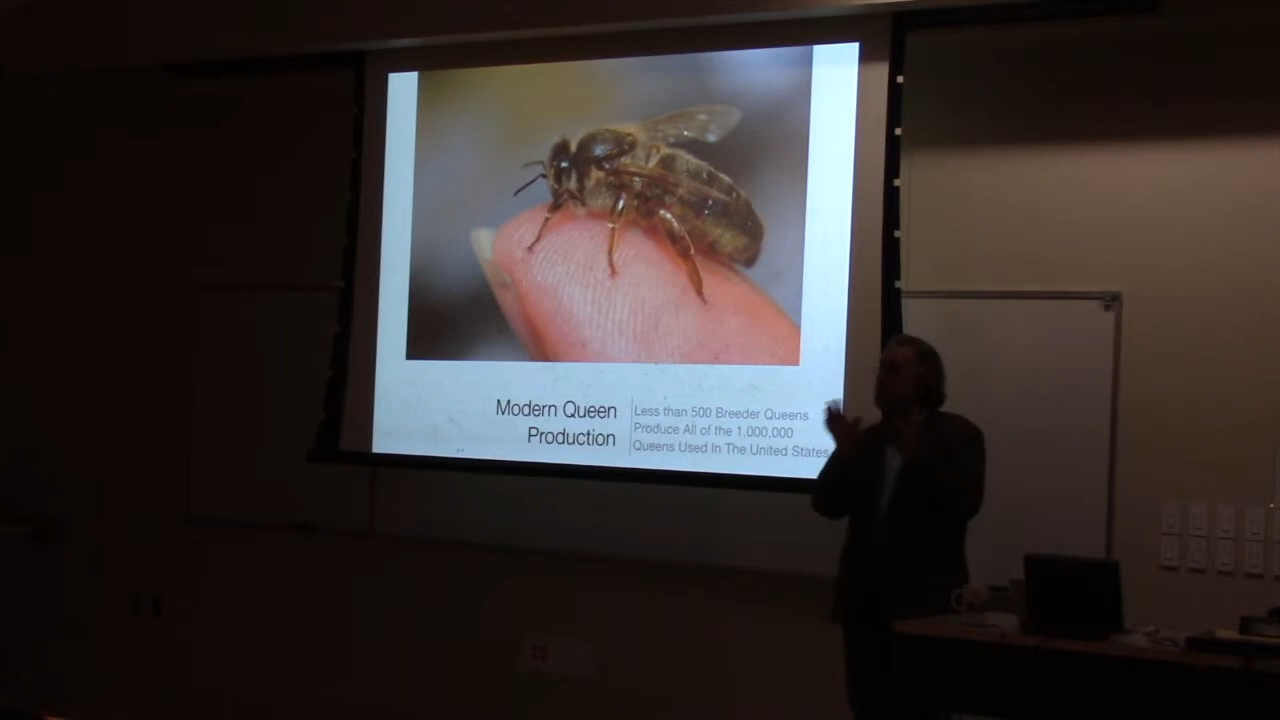 Modern Queen
Production
Less than 500 Breeder Queens
Produce All of the 1,000,000
Queens Used In The United States